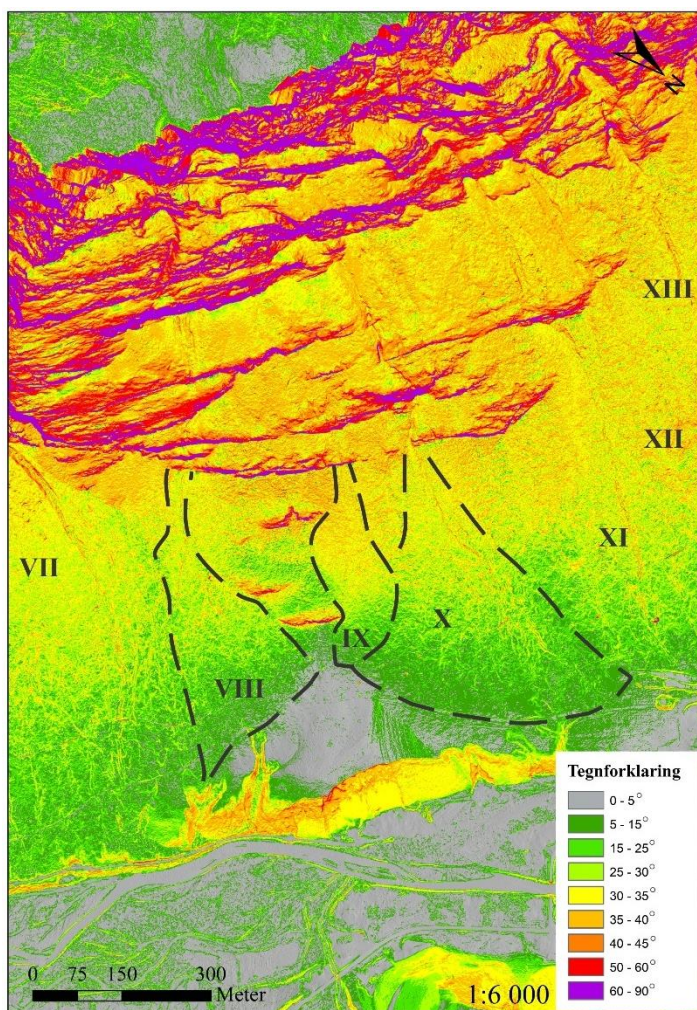 N
XIII
XII
XI
VII
X
IX
VIII
Tegnforklaring
0 - 5°
5 - 15°
15 - 25°
25 - 30°
30 - 35°
35 - 40°
40 - 45°
50 - 60°
60 - 90°
0 75 150 300
Meter
1:6 000